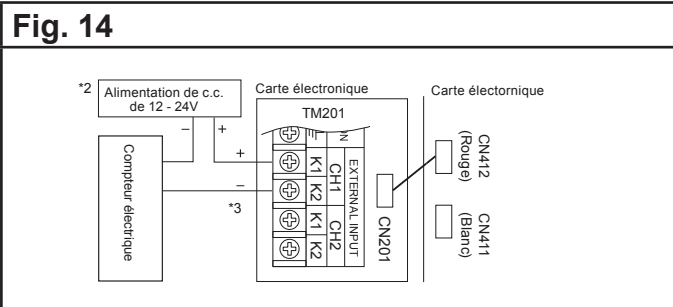 Fig. 14
*2
Alimentation de c.c.
de 12 - 24V
Carte électronique
Carte électornique
TM201
– +
+
–
*3
Compteur électrique
K1
K2
K1
K2
CH1
CH2
EXTERNAL INPUT
CN201
CN412
(Rouge)
CN411
(Blanc)